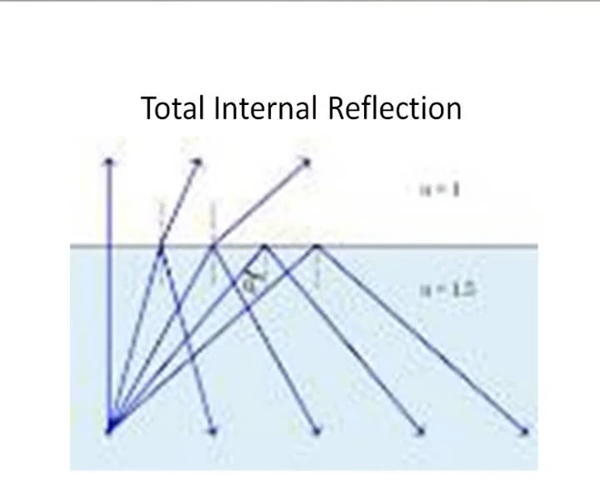 Total Internal Reflection
n = 1
n = 1.5